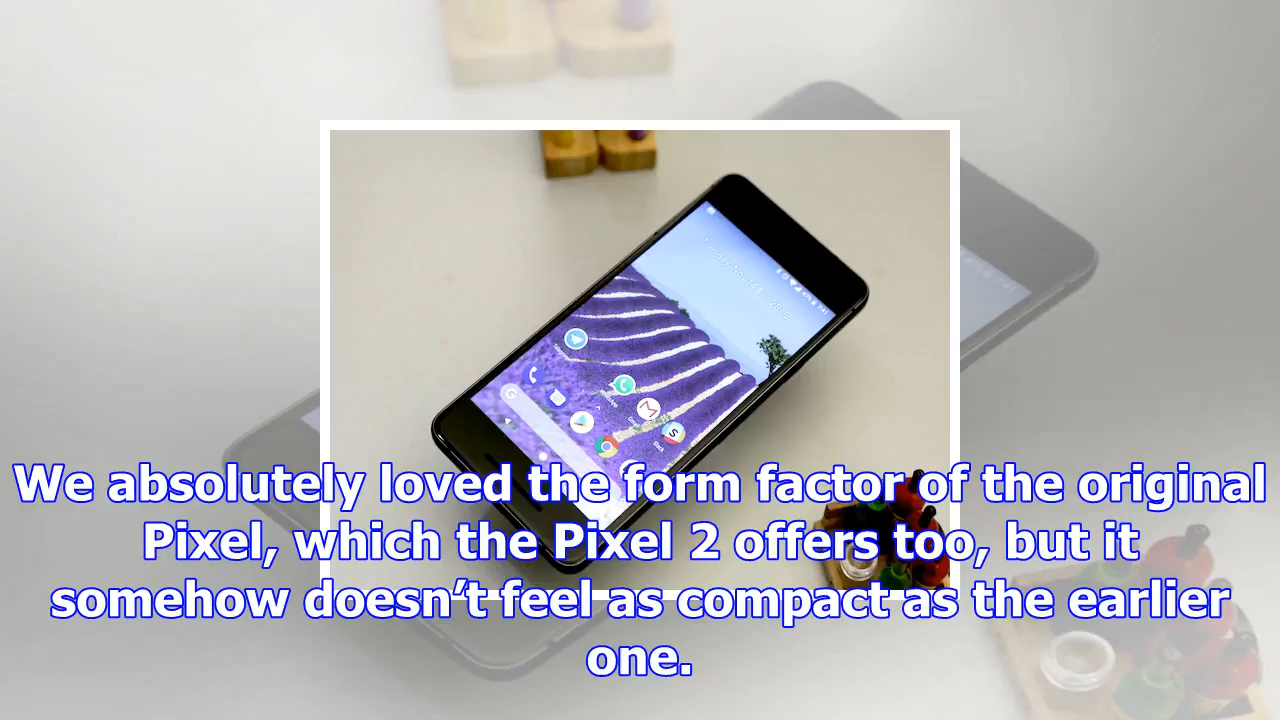 We absolutely loved the form factor of the original
Pixel, which the Pixel 2 offers too, but it
somehow doesn’t feel as compact as the earlier
one.